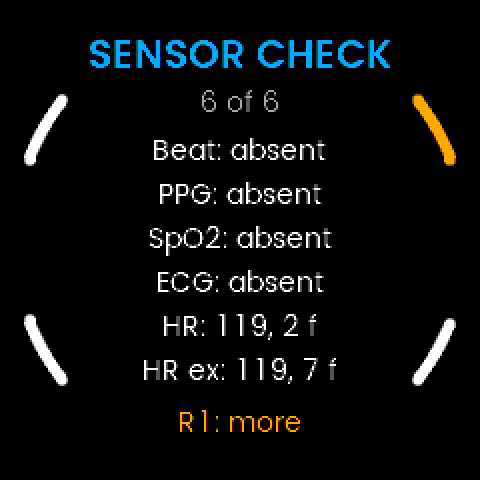 SENSOR CHECK
6 of 6
Beat: absent
PPG: absent
SpO2: absent
ECG: absent
HR: 119, 2 f
HR ex: 119, 7 f
R1: more